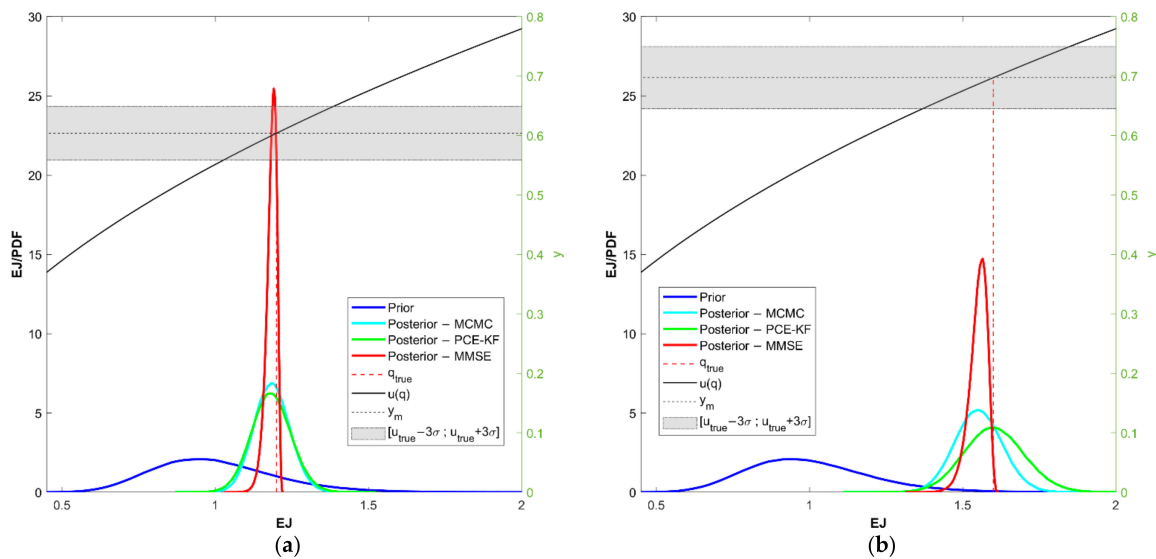 30
25
20
15
10
5
0
EJ/PDF
0.5
1
1.5
2
EJ
0.8
0.7
0.6
0.5
0.4
0.3
0.2
0.1
0
y
Prior
Posterior – MCMC
Posterior – PCE-KF
Posterior – MMSE
q_true
u(q)
y_m
[u_true−3σ ; u_true+3σ]
(a)
30
25
20
15
10
5
0
EJ/PDF
0.5
1
1.5
2
EJ
0.8
0.7
0.6
0.5
0.4
0.3
0.2
0.1
0
y
Prior
Posterior – MCMC
Posterior – PCE-KF
Posterior – MMSE
q_true
u(q)
y_m
[u_true−3σ ; u_true+3σ]
(b)